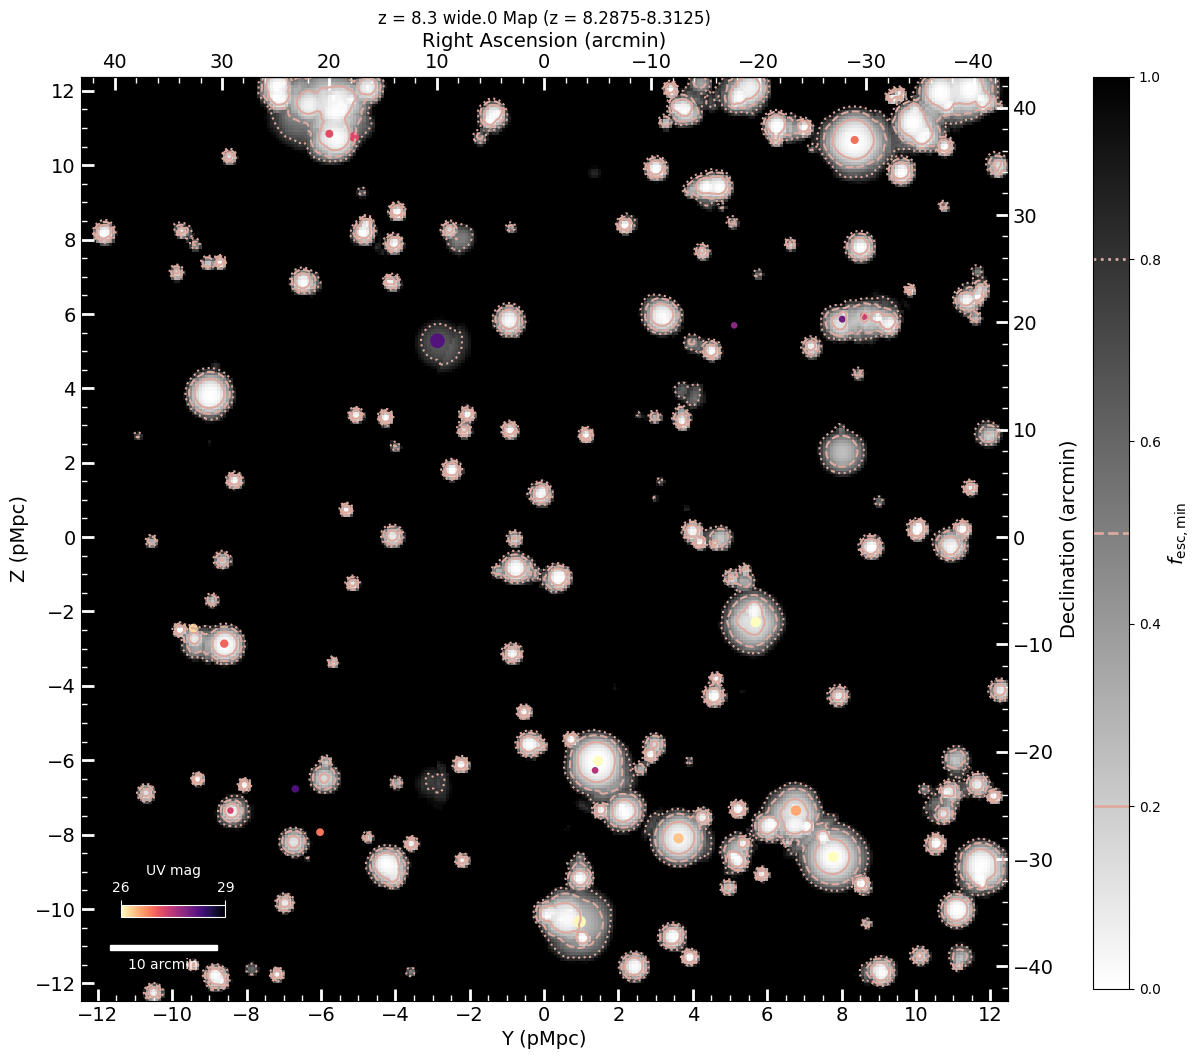 z = 8.3 wide.0 Map (z = 8.2875-8.3125)
Right Ascension (arcmin)
40 30 20 10 0 −10 −20 −30 −40
12 10 8 6 4 2 0 −2 −4 −6 −8 −10 −12
Z (pMpc)
40 30 20 10 0 −10 −20 −30 −40
Declination (arcmin)
1.0 0.8 0.6 0.4 0.2 0.0
fesc,min
UV mag
26 29
10 arcmin
−12 −10 −8 −6 −4 −2 0 2 4 6 8 10 12
Y (pMpc)